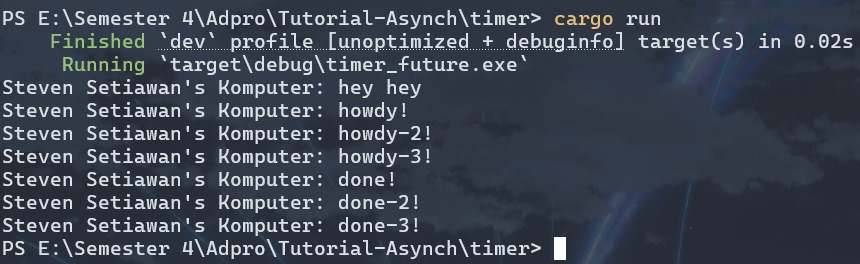 PS E:\Semester 4\Adpro\Tutorial-Asynch\timer> cargo run
    Finished `dev` profile [unoptimized + debuginfo] target(s) in 0.02s
     Running `target\debug\timer_future.exe`
Steven Setiawan's Komputer: hey hey
Steven Setiawan's Komputer: howdy!
Steven Setiawan's Komputer: howdy-2!
Steven Setiawan's Komputer: howdy-3!
Steven Setiawan's Komputer: done!
Steven Setiawan's Komputer: done-2!
Steven Setiawan's Komputer: done-3!
PS E:\Semester 4\Adpro\Tutorial-Asynch\timer>